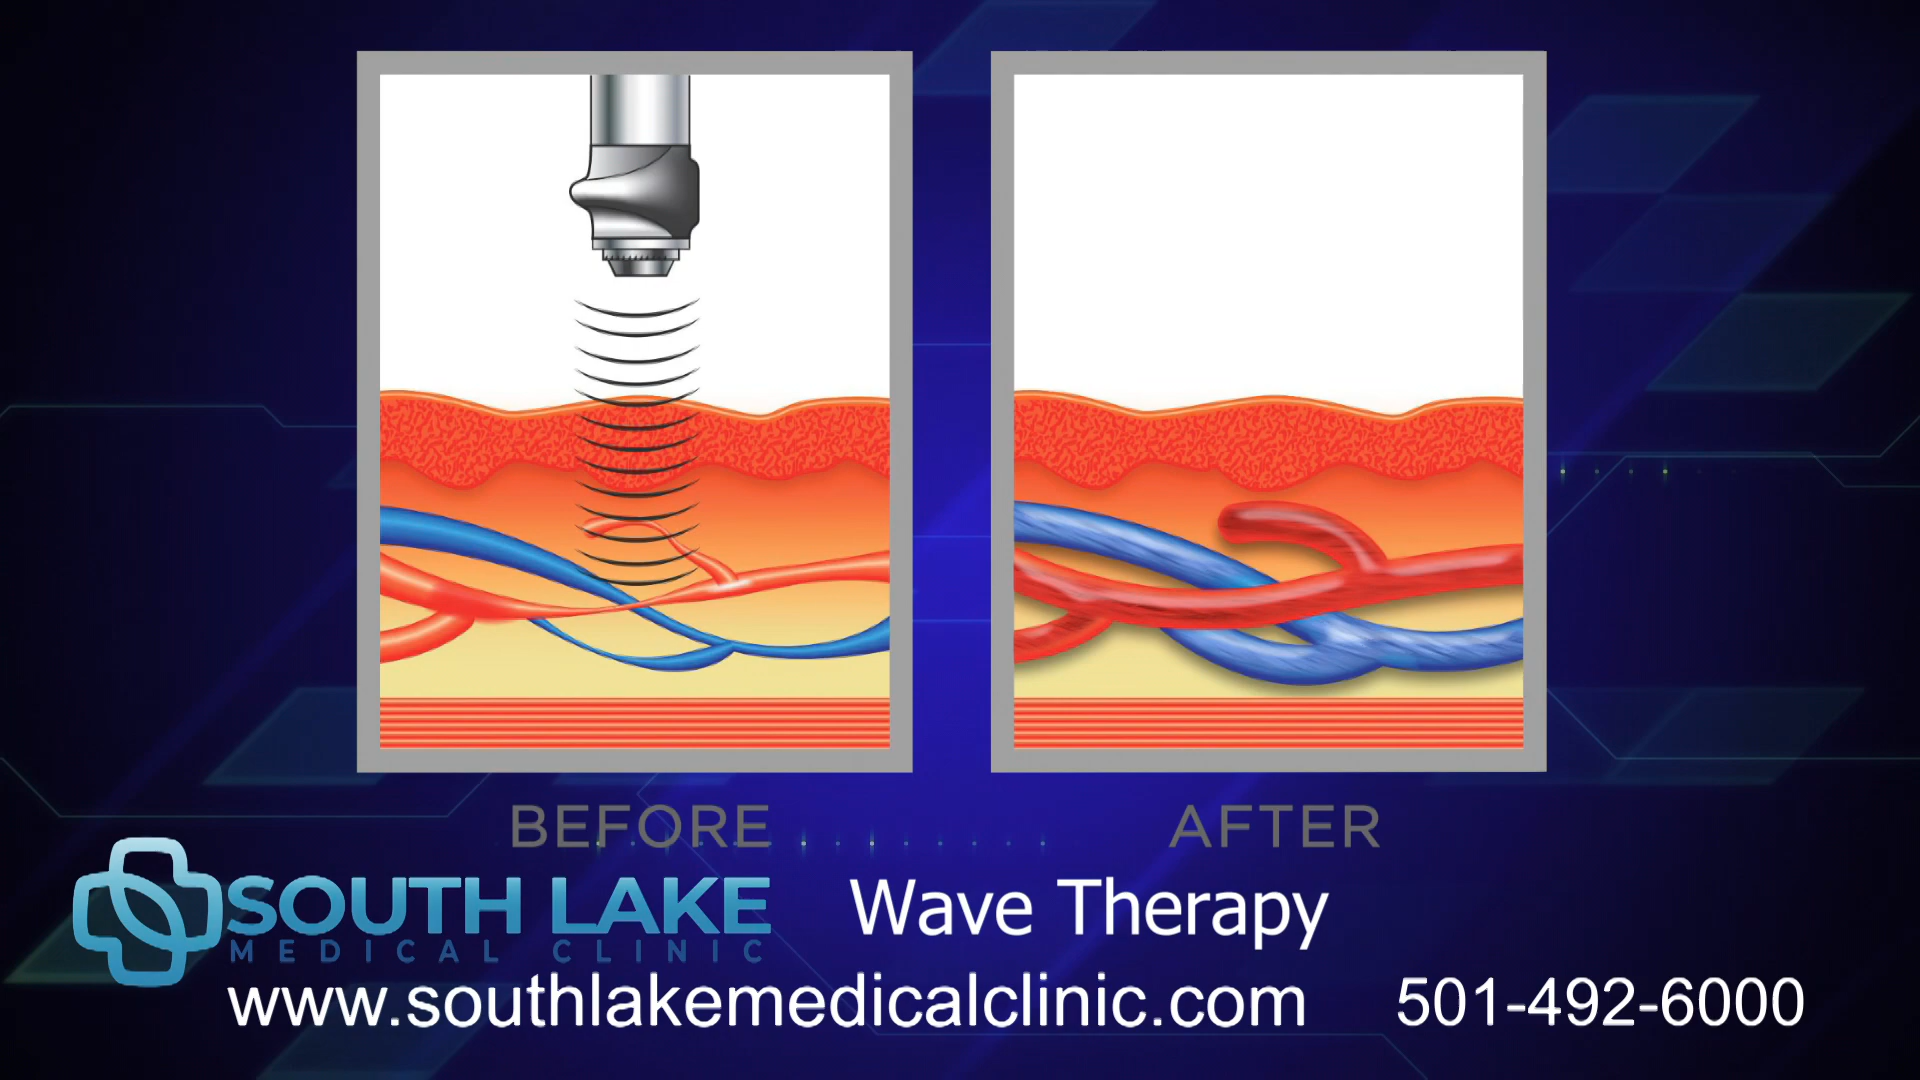 BEFORE
AFTER
SOUTH LAKE
MEDICAL CLINIC
Wave Therapy
www.southlakemedicalclinic.com
501-492-6000